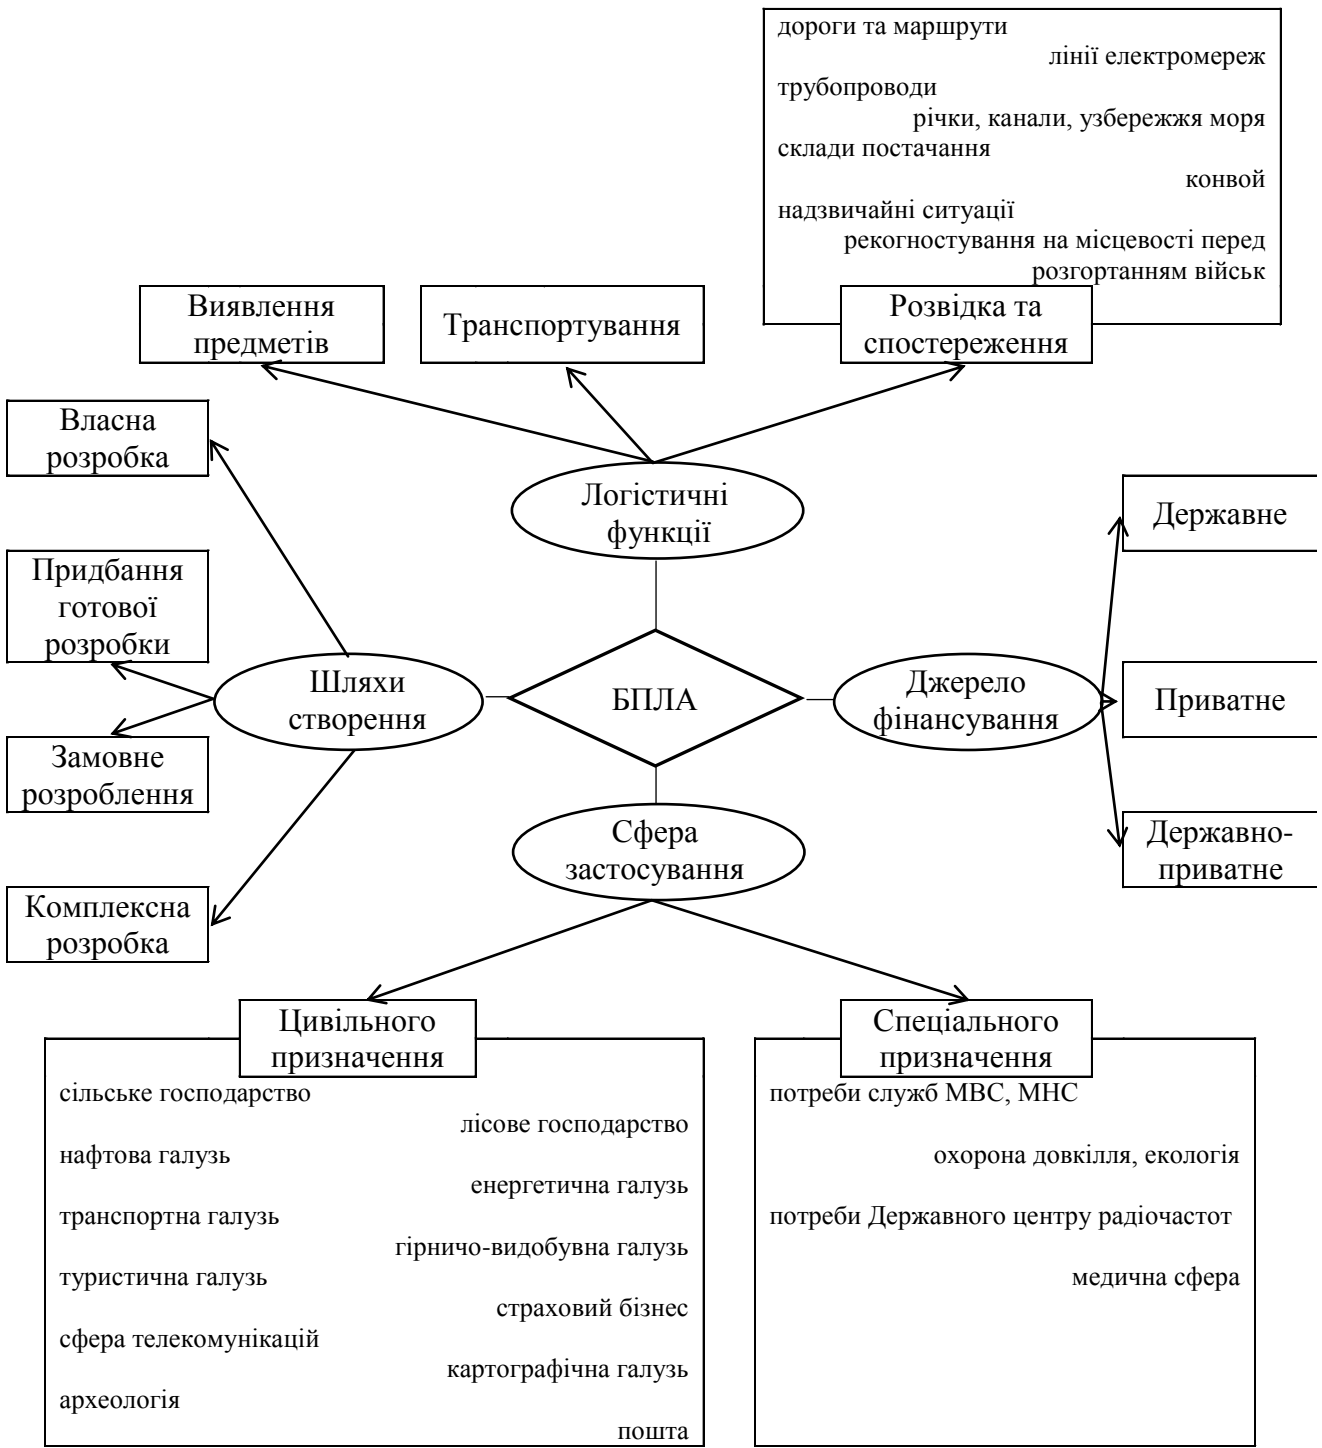 дороги та маршрути
лінії електромереж
трубопроводи
річки, канали, узбережжя моря
склади постачання
конвой
надзвичайні ситуації
рекогностування на місцевості перед
розгортанням військ
Виявлення
предметів
Транспортування
Розвідка та
спостереження
Власна
розробка
Логістичні
функції
Державне
Придбання
готової
розробки
Шляхи
створення
БПЛА
Джерело
фінансування
Приватне
Замовне
розроблення
Сфера
застосування
Державно-
приватне
Комплексна
розробка
Цивільного
призначення
Спеціального
призначення
сільське господарство
лісове господарство
нафтова галузь
енергетична галузь
транспортна галузь
гірничо-видобувна галузь
туристична галузь
страховий бізнес
сфера телекомунікацій
картографічна галузь
археологія
пошта
потреби служб МВС, МНС
охорона довкілля, екологія
потреби Державного центру радіочастот
медична сфера